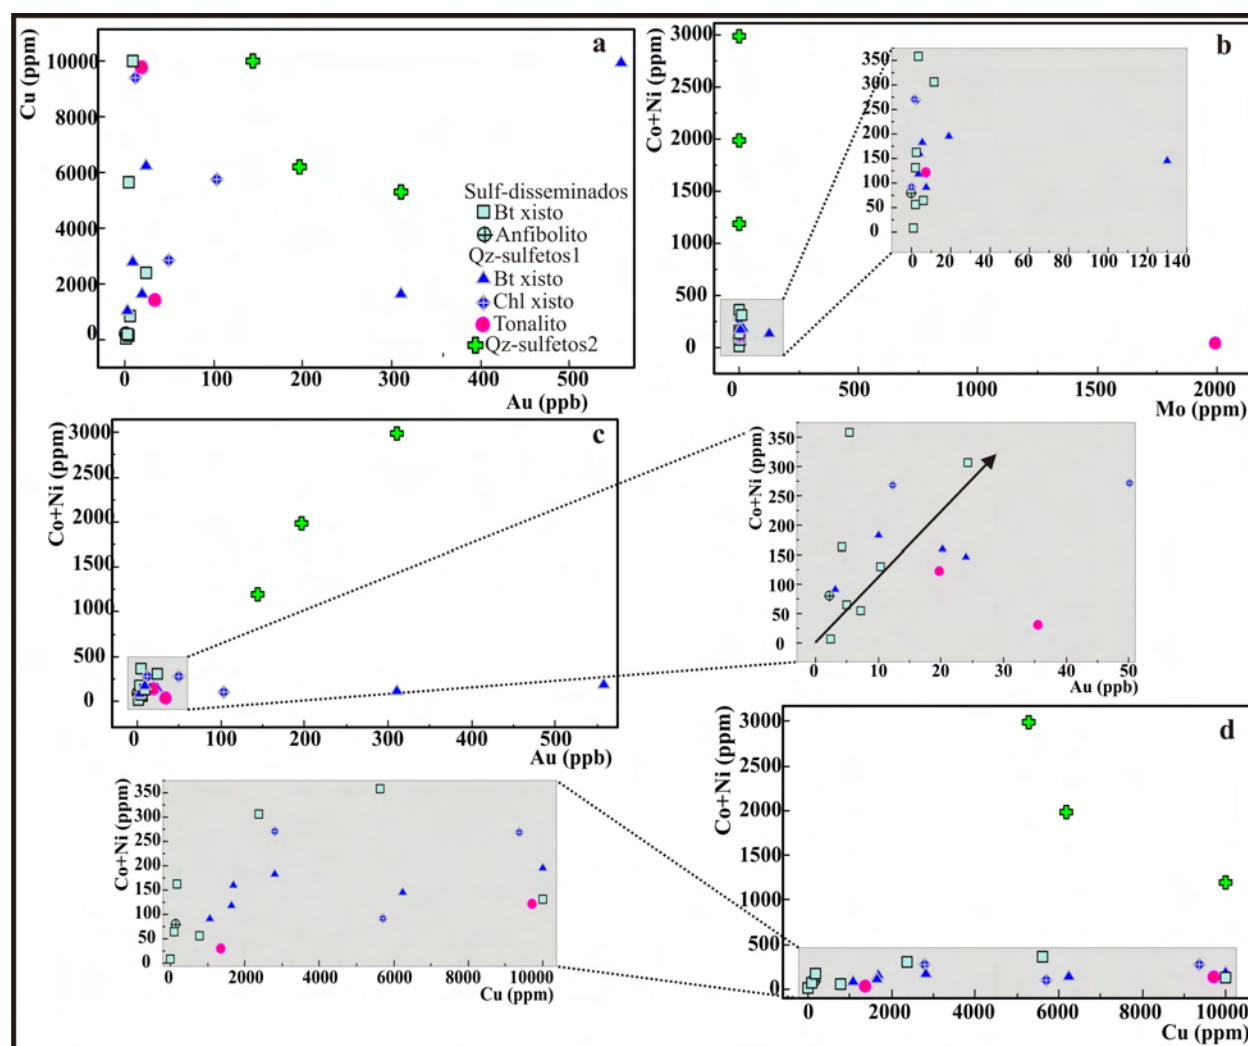 a
Cu (ppm)
10000
8000
6000
4000
2000
0
0 100 200 300 400 500
Au (ppb)
Sulf-disseminados
Bt xisto
Anfibolito
Qz-sulfetos1
Bt xisto
Chl xisto
Tonalito
Qz-sulfetos2
b
Co+Ni (ppm)
3000
2500
2000
1500
1000
500
0
0 500 1000 1500 2000
Mo (ppm)
350
300
250
200
150
100
50
0
0 20 40 60 80 100 120 140
c
Co+Ni (ppm)
3000
2000
1000
500
0
0 100 200 300 400 500
Au (ppb)
Co+Ni (ppm)
350
300
250
200
150
100
50
0
0 10 20 30 40 50
Au (ppb)
Co+Ni (ppm)
350
300
250
200
150
100
50
0
0 2000 4000 6000 8000 10000
Cu (ppm)
d
Co+Ni (ppm)
3000
2500
2000
1500
1000
500
0
0 2000 4000 6000 8000 10000
Cu (ppm)